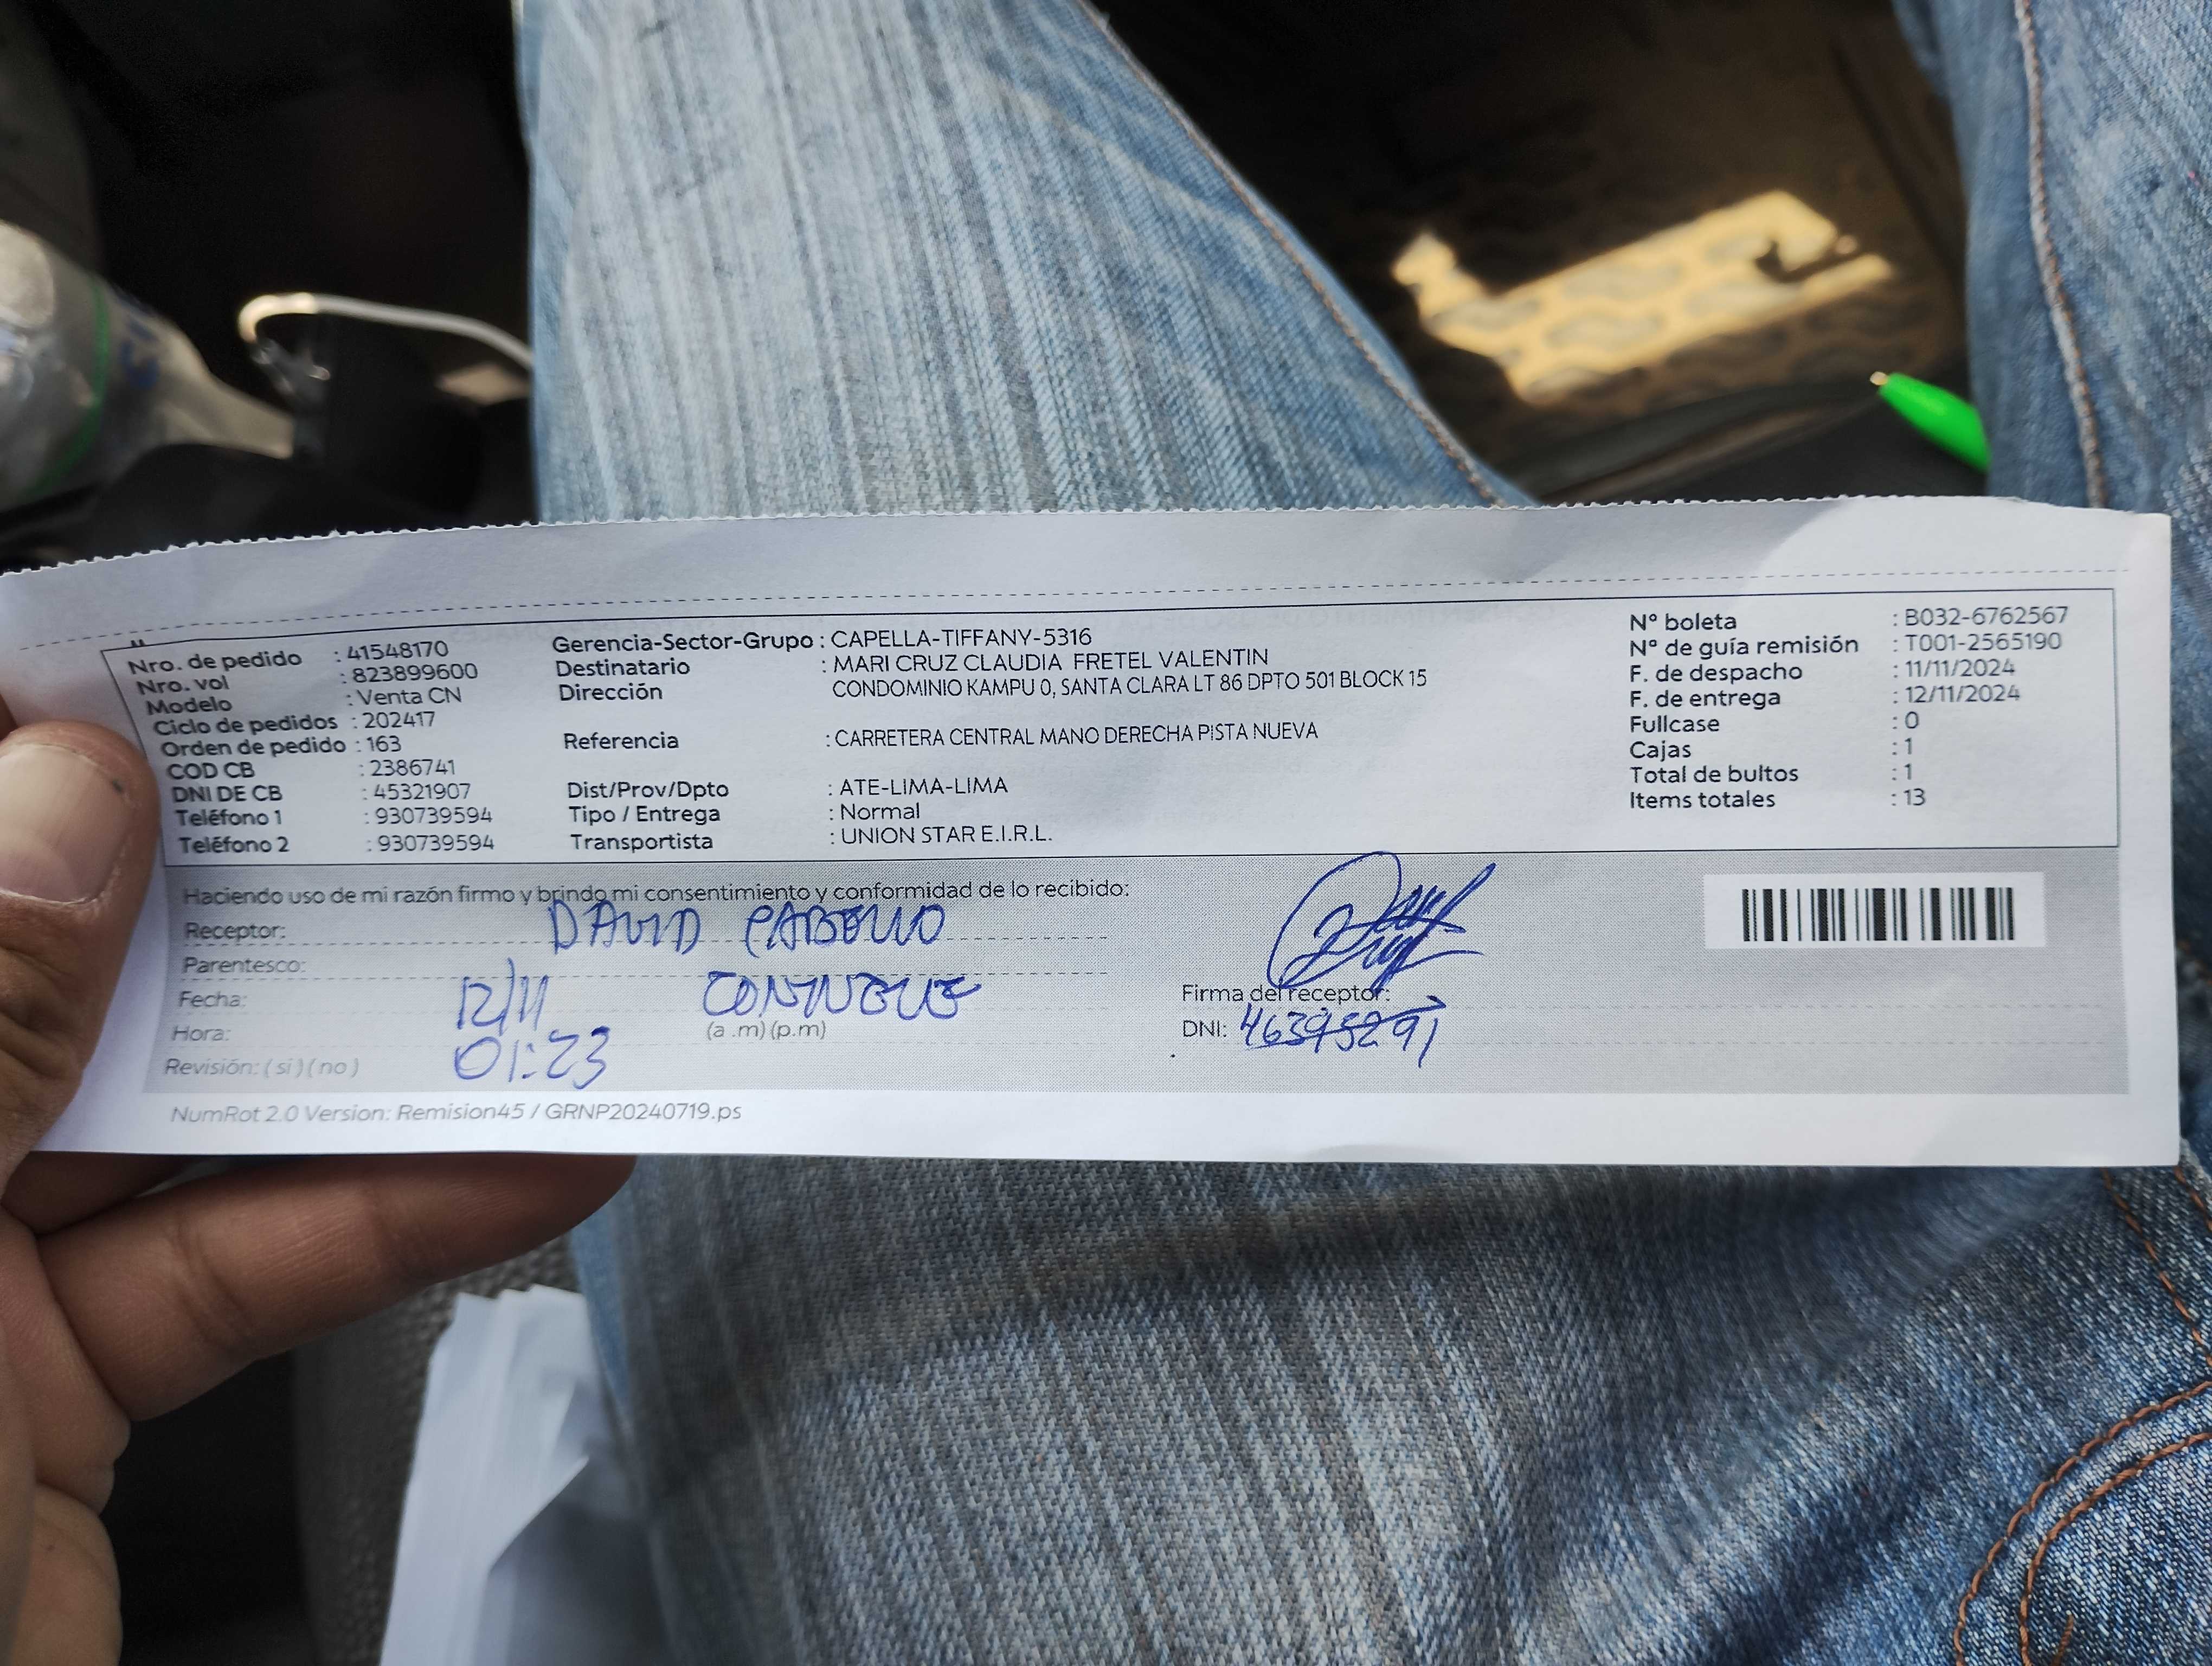 Nro. de pedido : 41548170
Nro. vol : 823899600
Modelo : Venta CN
Ciclo de pedidos : 202417
Orden de pedido : 163
COD CB : 2386741
DNI DE CB : 45321907
Teléfono 1 : 930739594
Teléfono 2 : 930739594
Gerencia-Sector-Grupo : CAPELLA-TIFFANY-5316
Destinatario : MARI CRUZ CLAUDIA FRETEL VALENTIN
Dirección CONDOMINIO KAMPU 0, SANTA CLARA LT 86 DPTO 501 BLOCK 15
Referencia : CARRETERA CENTRAL MANO DERECHA PISTA NUEVA
Dist/Prov/Dpto : ATE-LIMA-LIMA
Tipo / Entrega : Normal
Transportista : UNION STAR E.I.R.L.
N° boleta : B032-6762567
N° de guía remisión : T001-2565190
F. de despacho : 11/11/2024
F. de entrega : 12/11/2024
Fullcase : 0
Cajas : 1
Total de bultos : 1
Items totales : 13
Haciendo uso de mi razón firmo y brindo mi consentimiento y conformidad de lo recibido:
Receptor: DAVID
Parentesco:
Fecha: 12/11
Hora: 01:23 (a .m) (p.m)
Revisión: ( si ) ( no )
Firma del receptor:
DNI: 46395291
NumRot 2.0 Version: Remision45 / GRNP20240719.ps